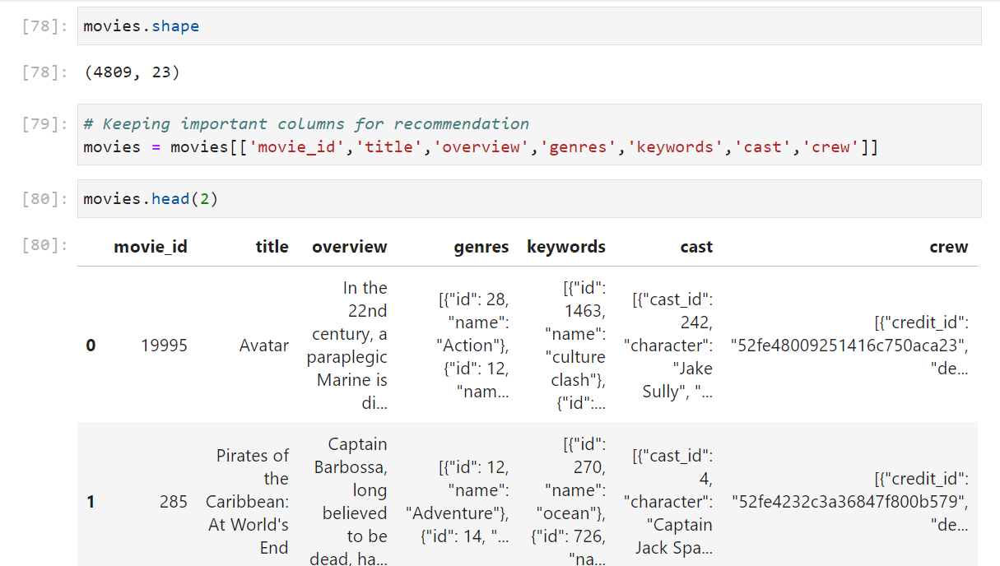 [78]: movies.shape
[78]: (4809, 23)
[79]: # Keeping important columns for recommendation
movies = movies[['movie_id','title','overview','genres','keywords','cast','crew']]
[80]: movies.head(2)
[80]: movie_id title overview genres keywords cast crew
0
19995
Avatar
In the
22nd
century, a
paraplegic
Marine is
di...
[{"id": 28,
"name":
"Action"},
{"id": 12,
"nam...
[{"id":
1463,
"name":
"culture
clash"},
{"id":...
[{"cast_id":
242,
"character":
"Jake
Sully", "...
[{"credit_id":
"52fe48009251416c750aca23",
"de...
1
285
Pirates of
the
Caribbean:
At World's
End
Captain
Barbossa,
long
believed
to be
dead, ha...
[{"id": 12,
"name":
"Adventure"},
{"id": 14, "...
[{"id":
270,
"name":
"ocean"},
{"id": 726,
"na...
[{"cast_id":
4,
"character":
"Captain
Jack Spa...
[{"credit_id":
"52fe4232c3a36847f800b579",
"de...